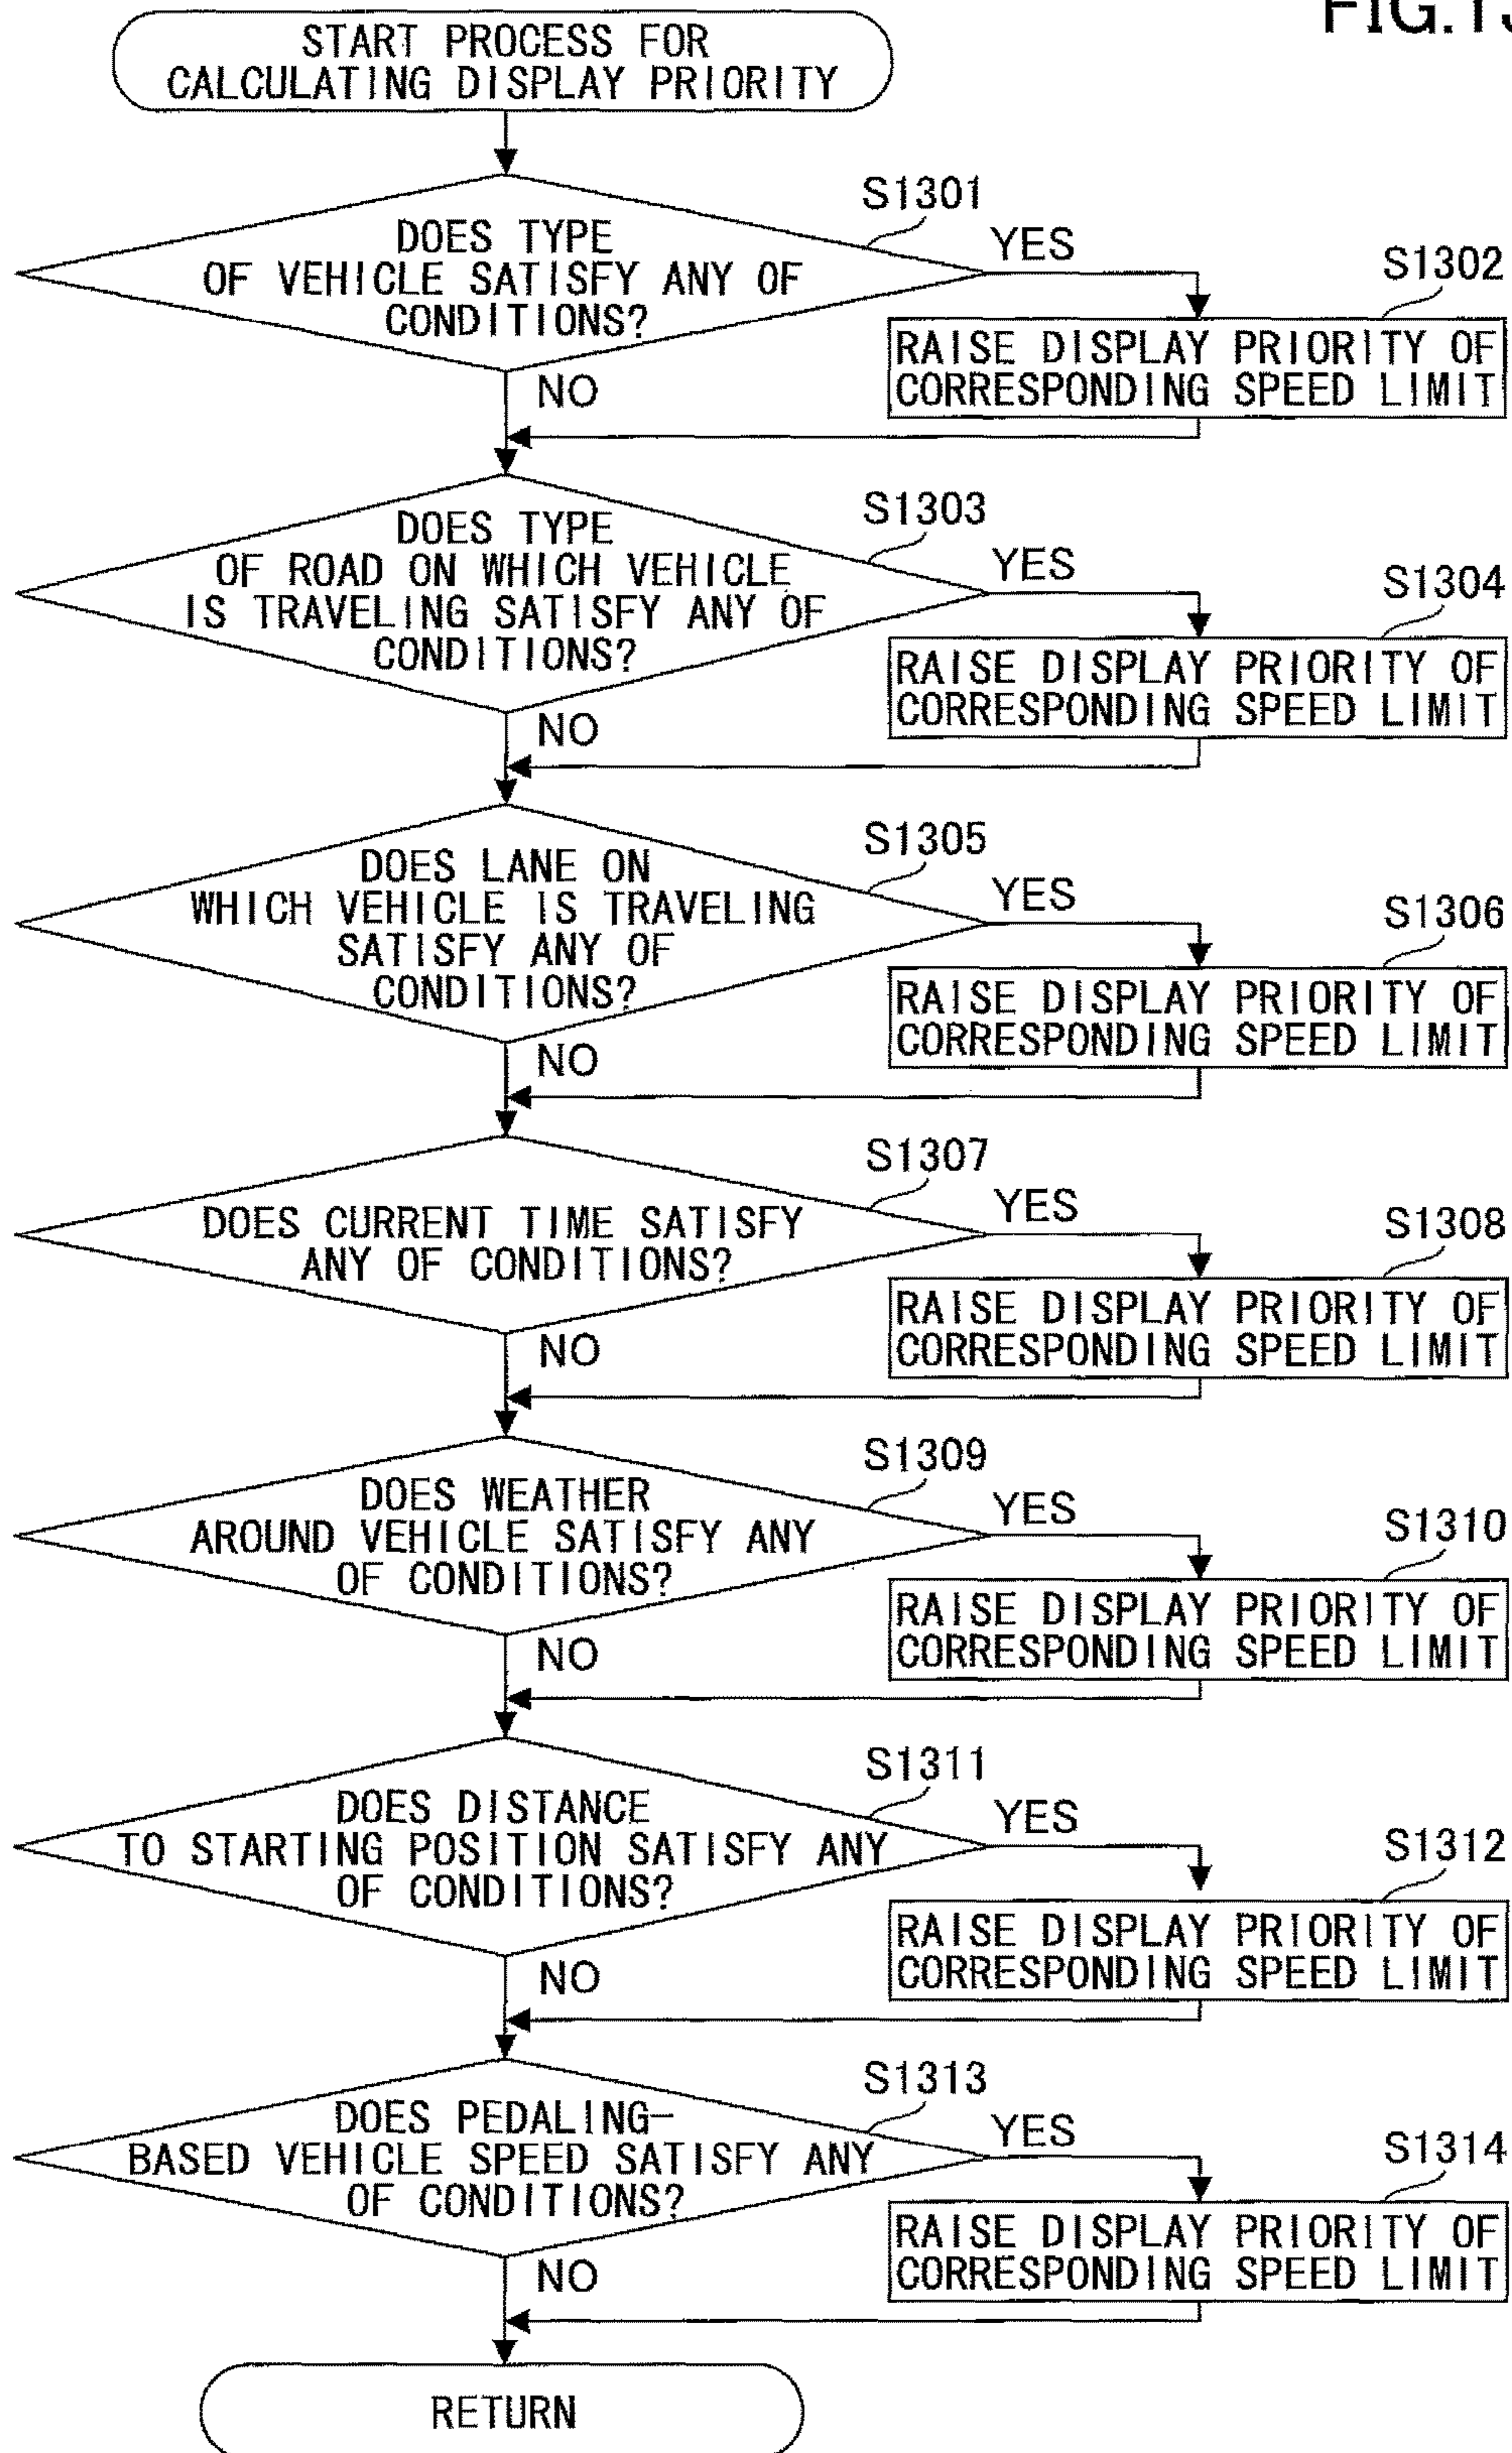 START PROCESS FOR
CALCULATING DISPLAY PRIORITY
S1301
DOES TYPE
OF VEHICLE SATISFY ANY OF
CONDITIONS?
YES
NO
S1302
RAISE DISPLAY PRIORITY OF
CORRESPONDING SPEED LIMIT
S1303
DOES TYPE
OF ROAD ON WHICH VEHICLE
IS TRAVELING SATISFY ANY OF
CONDITIONS?
YES
NO
S1304
RAISE DISPLAY PRIORITY OF
CORRESPONDING SPEED LIMIT
S1305
DOES LANE ON
WHICH VEHICLE IS TRAVELING
SATISFY ANY OF
CONDITIONS?
YES
NO
S1306
RAISE DISPLAY PRIORITY OF
CORRESPONDING SPEED LIMIT
S1307
DOES CURRENT TIME SATISFY
ANY OF CONDITIONS?
YES
NO
S1308
RAISE DISPLAY PRIORITY OF
CORRESPONDING SPEED LIMIT
S1309
DOES WEATHER
AROUND VEHICLE SATISFY ANY
OF CONDITIONS?
YES
NO
S1310
RAISE DISPLAY PRIORITY OF
CORRESPONDING SPEED LIMIT
S1311
DOES DISTANCE
TO STARTING POSITION SATISFY ANY
OF CONDITIONS?
YES
NO
S1312
RAISE DISPLAY PRIORITY OF
CORRESPONDING SPEED LIMIT
S1313
DOES PEDALING-
BASED VEHICLE SPEED SATISFY ANY
OF CONDITIONS?
YES
NO
S1314
RAISE DISPLAY PRIORITY OF
CORRESPONDING SPEED LIMIT
RETURN